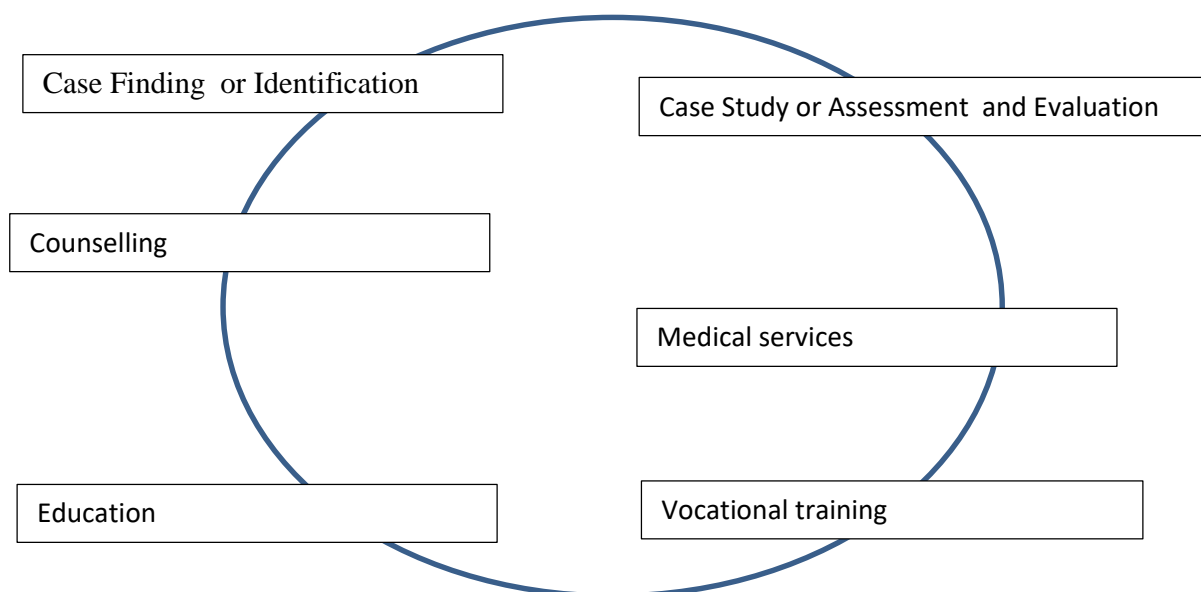 Case Finding  or Identification
Case Study or Assessment  and Evaluation
Counselling
Medical services
Education
Vocational training